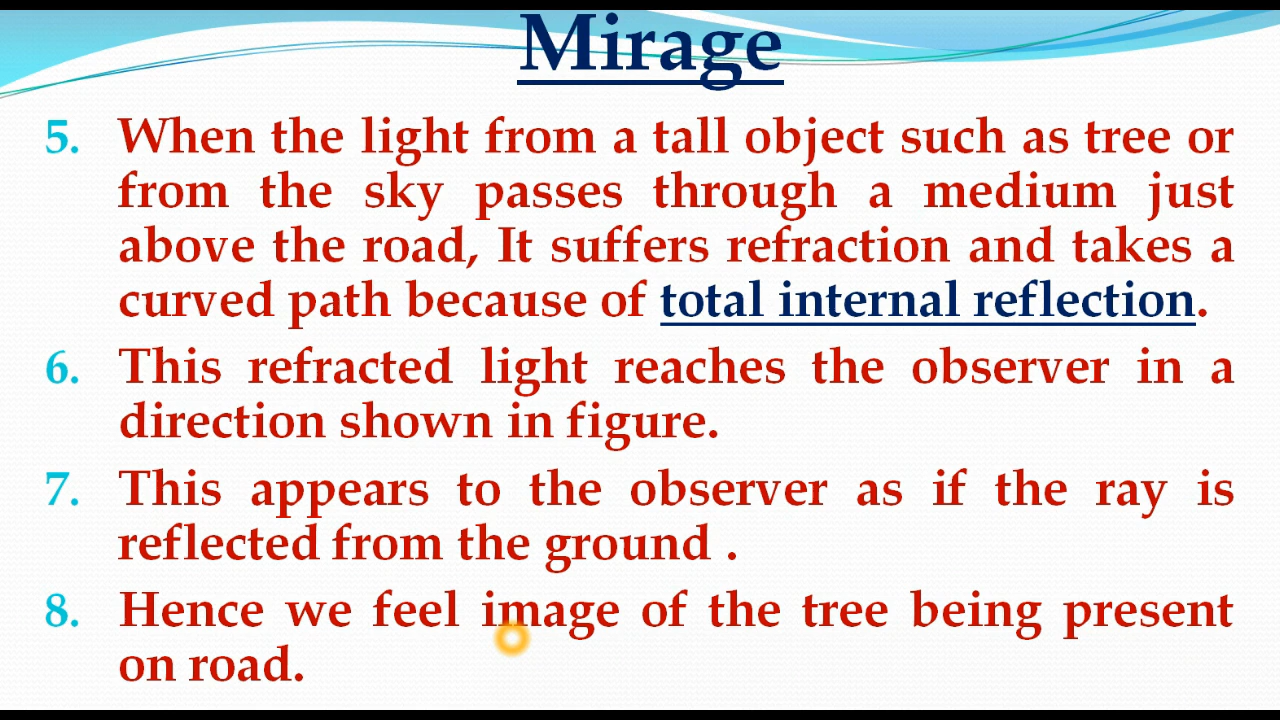 Mirage
5. When the light from a tall object such as tree or
from the sky passes through a medium just
above the road, It suffers refraction and takes a
curved path because of total internal reflection.
6. This refracted light reaches the observer in a
direction shown in figure.
7. This appears to the observer as if the ray is
reflected from the ground .
8. Hence we feel image of the tree being present
on road.